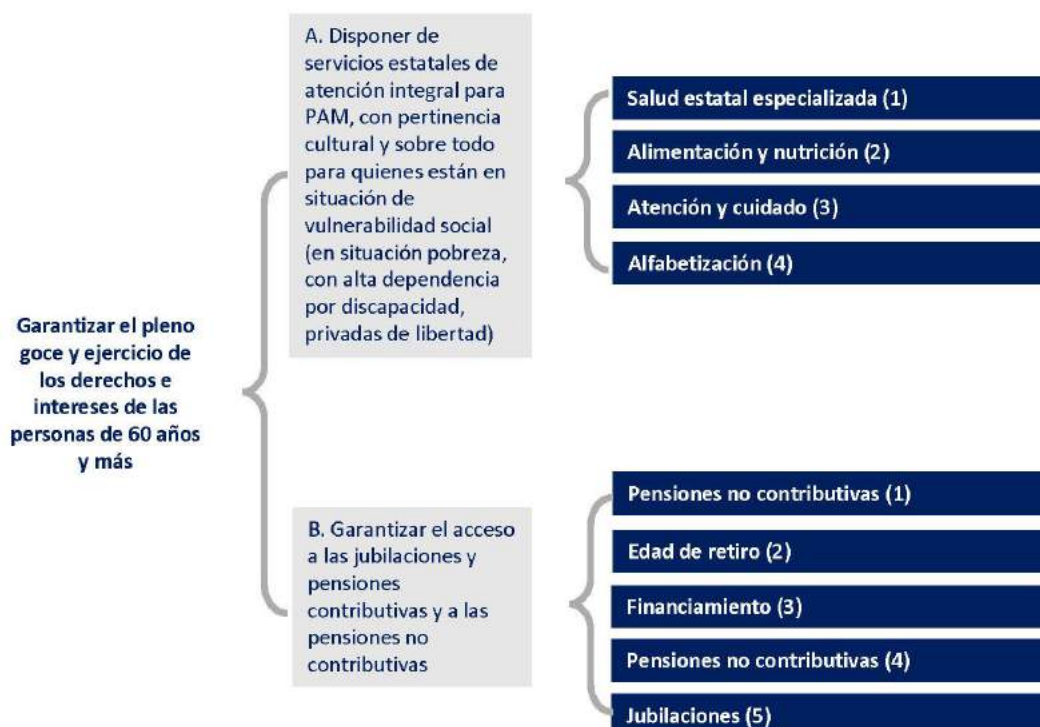 Garantizar el pleno
goce y ejercicio de
los derechos e
intereses de las
personas de 60 años
y más
A. Disponer de
servicios estatales de
atención integral para
PAM, con pertinencia
cultural y sobre todo
para quienes están en
situación de
vulnerabilidad social
(en situación pobreza,
con alta dependencia
por discapacidad,
privadas de libertad)
Salud estatal especializada (1)
Alimentación y nutrición (2)
Atención y cuidado (3)
Alfabetización (4)
B. Garantizar el acceso
a las jubilaciones y
pensiones
contributivas y a las
pensiones no
contributivas
Pensiones no contributivas (1)
Edad de retiro (2)
Financiamiento (3)
Pensiones no contributivas (4)
Jubilaciones (5)